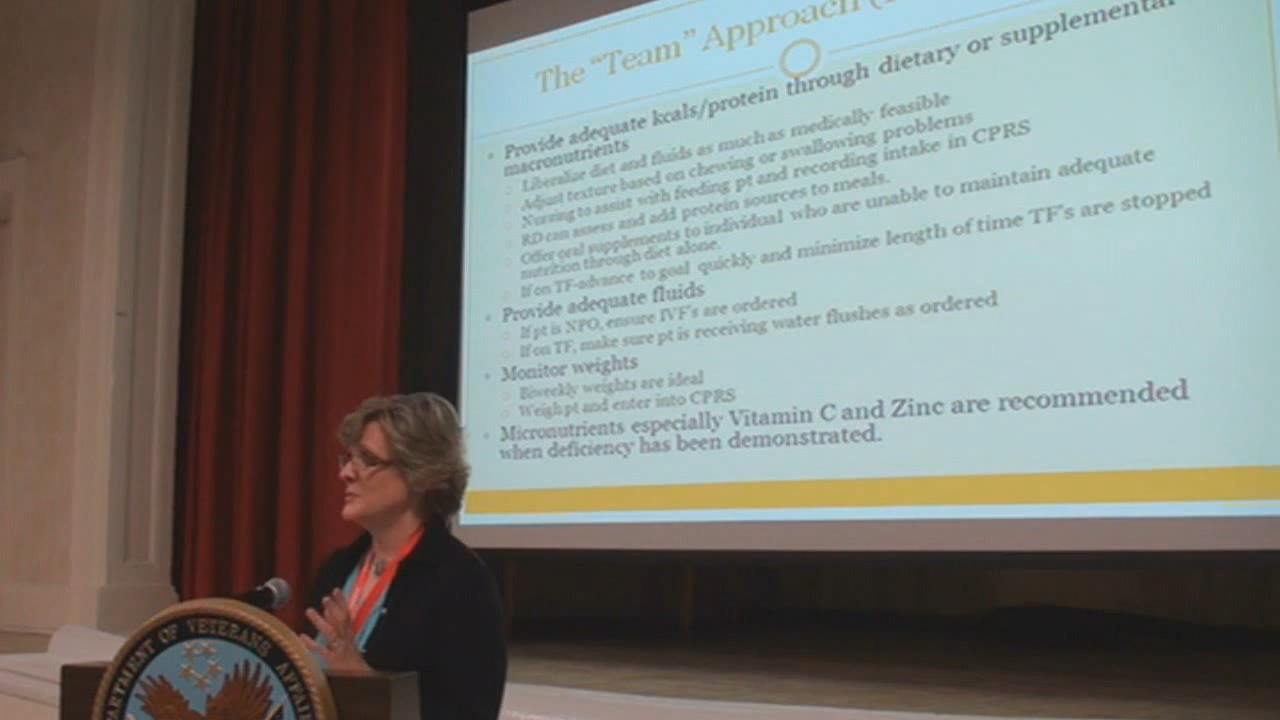 The “Team” Approach (
Provide adequate kcals/protein through dietary or supplemental
macronutrients
Liberalize diet and fluids as much as medically feasible
Adjust texture based on chewing or swallowing problems
Nursing to assist with feeding pt and recording intake in CPRS
RD can assess and add protein sources to meals.
Offer oral supplements to individual who are unable to maintain adequate
nutrition through diet alone.
If on TF-advance to goal quickly and minimize length of time TF's are stopped
Provide adequate fluids
If pt is NPO, ensure IVF's are ordered
If on TF, make sure pt is receiving water flushes as ordered
Monitor weights
Biweekly weights are ideal
Weigh pt and enter into CPRS
Micronutrients especially Vitamin C and Zinc are recommended
when deficiency has been demonstrated.
PARTMENT OF VETERANS AFFAIR